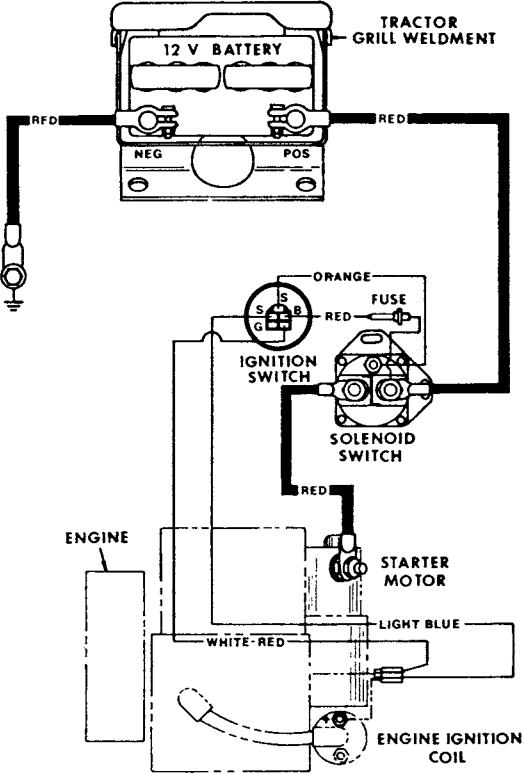 TRACTOR
GRILL WELDMENT
12 V BATTERY
RFD
RED
NEG
POS
ORANGE
S
S
B
G
RED
FUSE
IGNITION
SWITCH
SOLENOID
SWITCH
RED
ENGINE
STARTER
MOTOR
LIGHT BLUE
WHITE-RED
ENGINE IGNITION
COIL